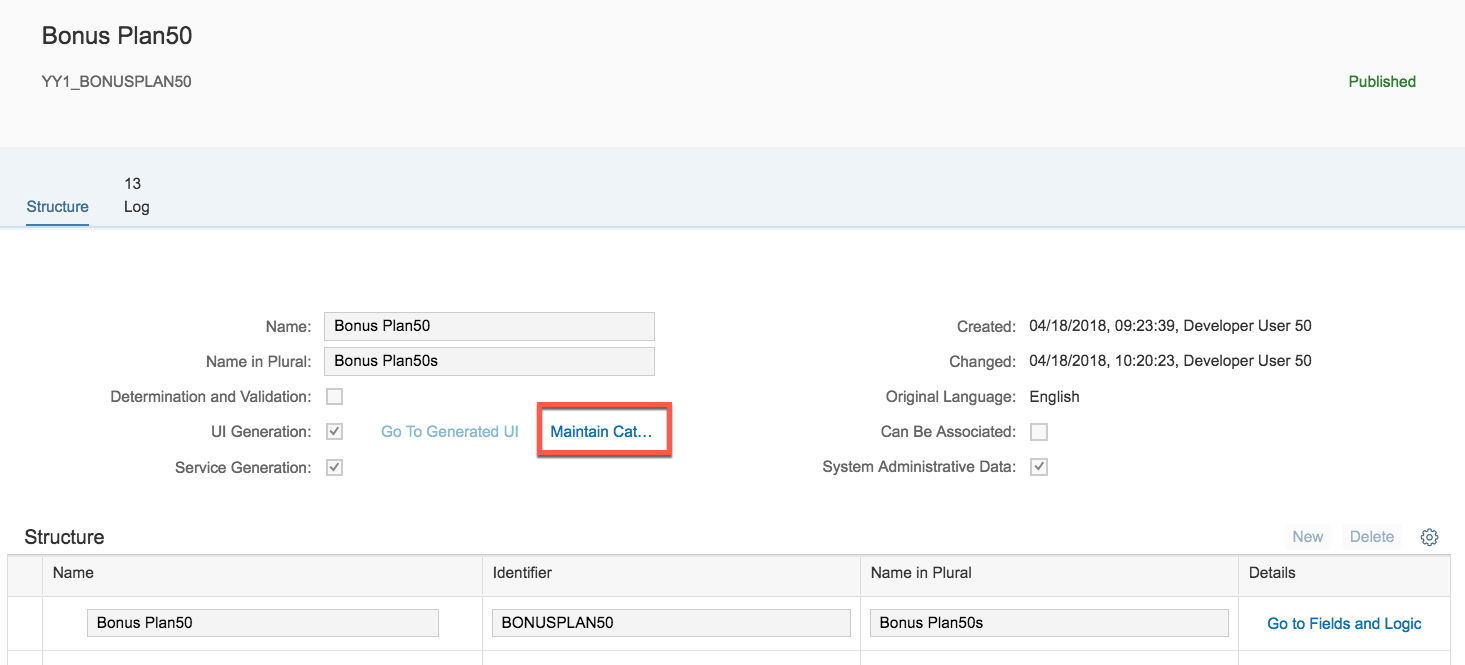 Bonus Plan50
YY1_BONUSPLAN50
Published
13
Structure Log
Name: Bonus Plan50 Created: 04/18/2018, 09:23:39, Developer User 50
Name in Plural: Bonus Plan50s Changed: 04/18/2018, 10:20:23, Developer User 50
Determination and Validation: Original Language: English
UI Generation: Go To Generated UI Maintain Cat... Can Be Associated:
Service Generation: System Administrative Data:
Structure New Delete
Name Identifier Name in Plural Details
Bonus Plan50 BONUSPLAN50 Bonus Plan50s Go to Fields and Logic